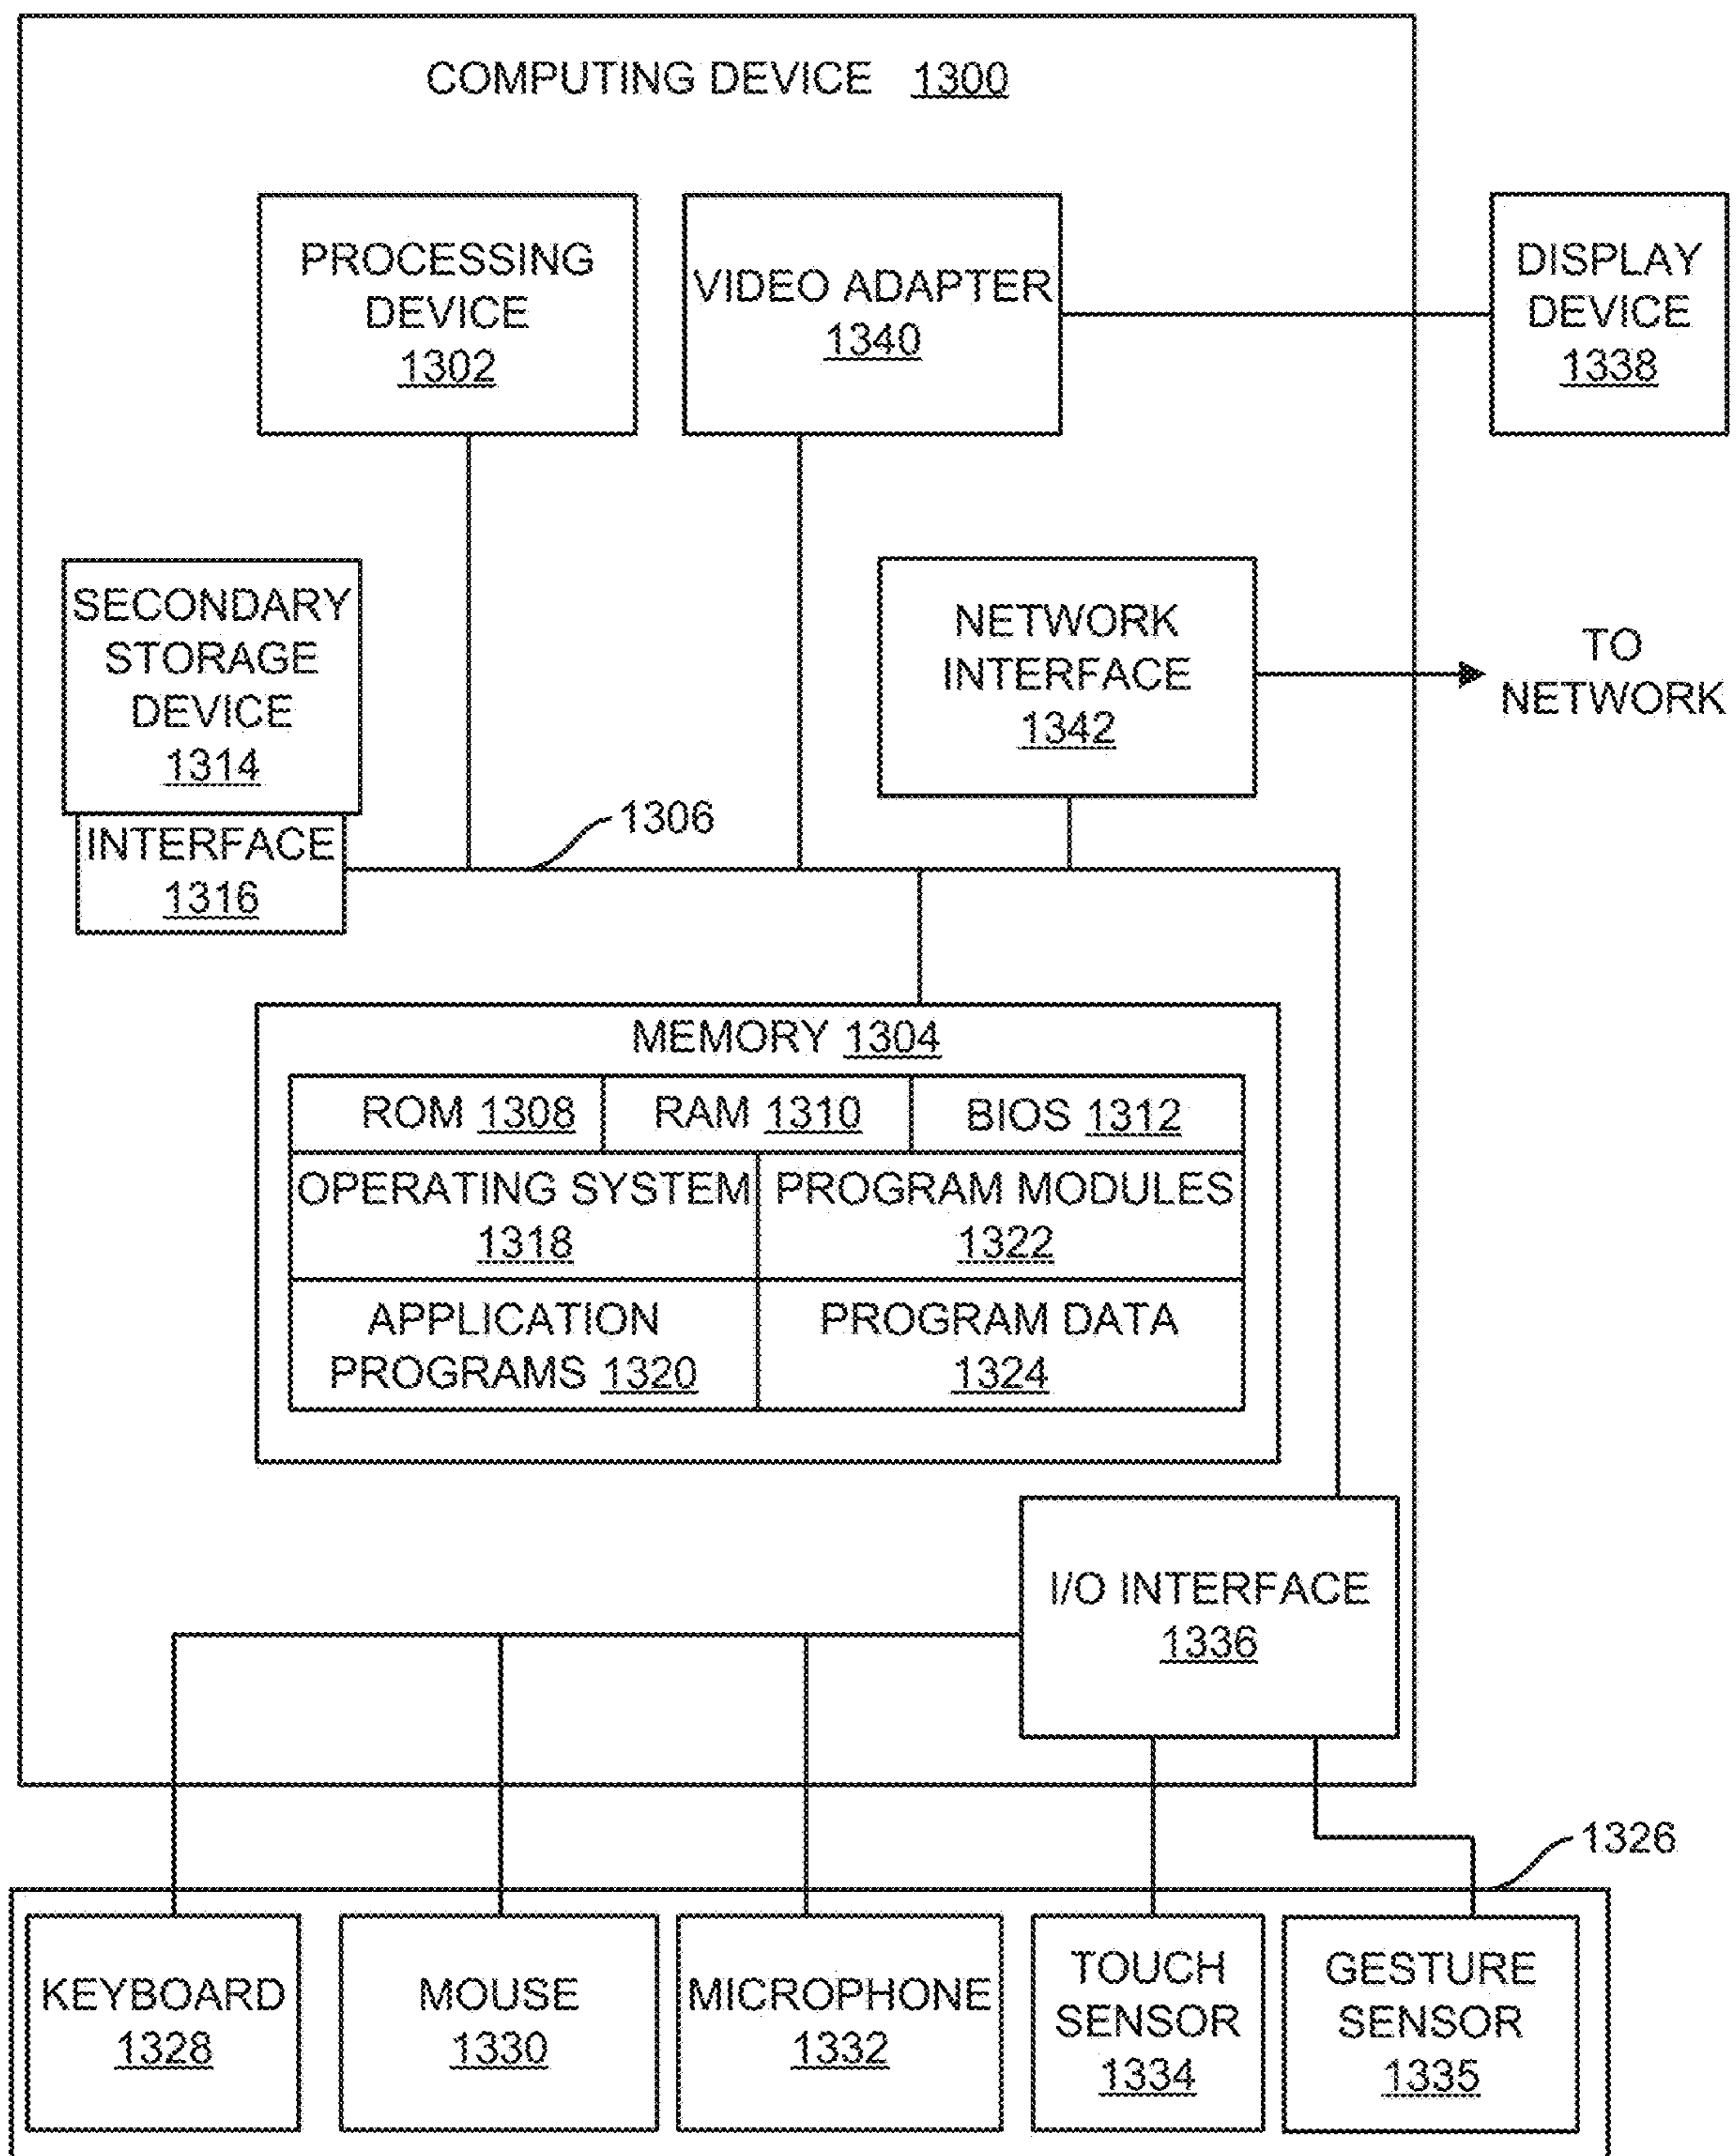 COMPUTING DEVICE 1300
PROCESSING
DEVICE
1302
VIDEO ADAPTER
1340
DISPLAY
DEVICE
1338
SECONDARY
STORAGE
DEVICE
1314
INTERFACE
1316
NETWORK
INTERFACE
1342
TO
NETWORK
1306
MEMORY 1304
ROM 1308
RAM 1310
BIOS 1312
OPERATING SYSTEM
1318
PROGRAM MODULES
1322
APPLICATION
PROGRAMS 1320
PROGRAM DATA
1324
I/O INTERFACE
1336
1326
KEYBOARD
1328
MOUSE
1330
MICROPHONE
1332
TOUCH
SENSOR
1334
GESTURE
SENSOR
1335